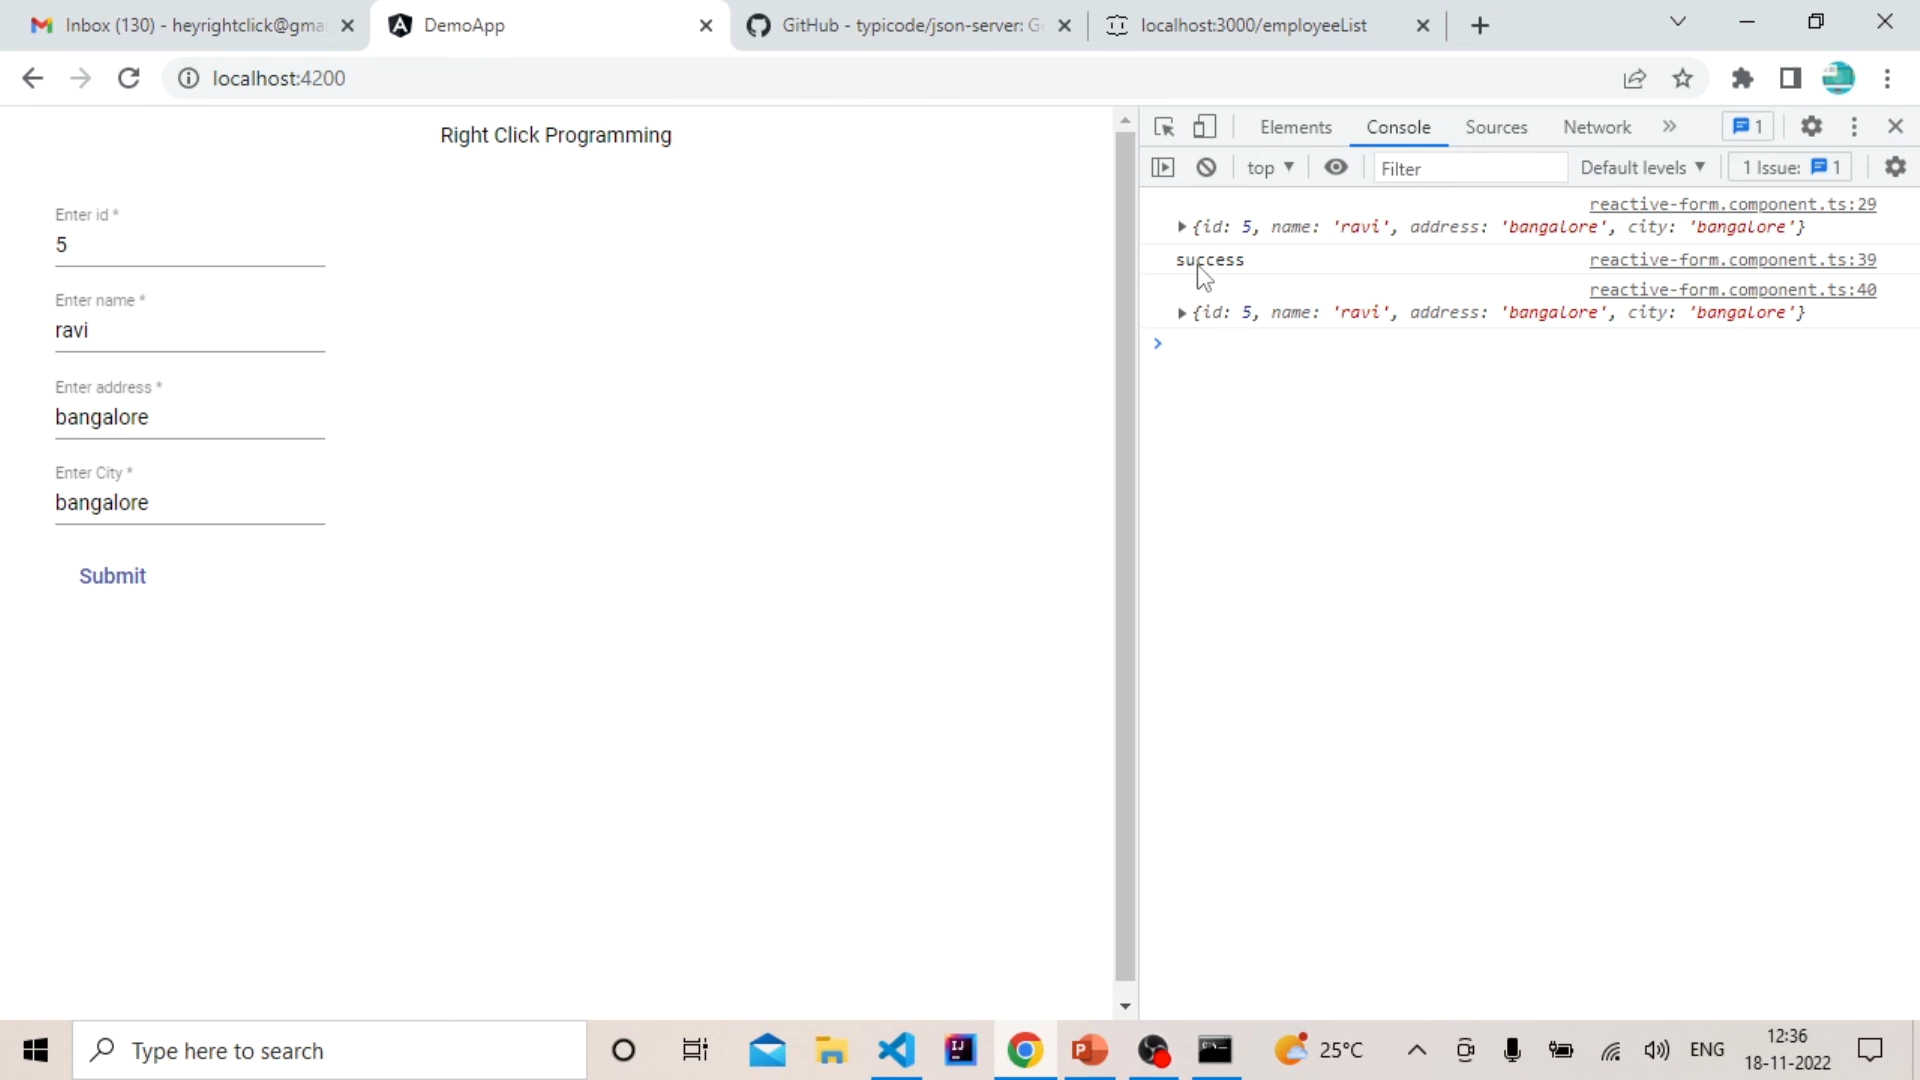 Inbox (130) - heyrightclick@gma
DemoApp
GitHub - typicode/json-server: Ge
localhost:3000/employeeList
localhost:4200
Right Click Programming
Enter id *
5
Enter name *
ravi
Enter address *
bangalore
Enter City *
bangalore
Submit
Elements
Console
Sources
Network
1
top
Filter
Default levels
1 Issue: 1
reactive-form.component.ts:29
{id: 5, name: 'ravi', address: 'bangalore', city: 'bangalore'}
success
reactive-form.component.ts:39
reactive-form.component.ts:40
{id: 5, name: 'ravi', address: 'bangalore', city: 'bangalore'}
Type here to search
25°C
ENG
12:36
18-11-2022